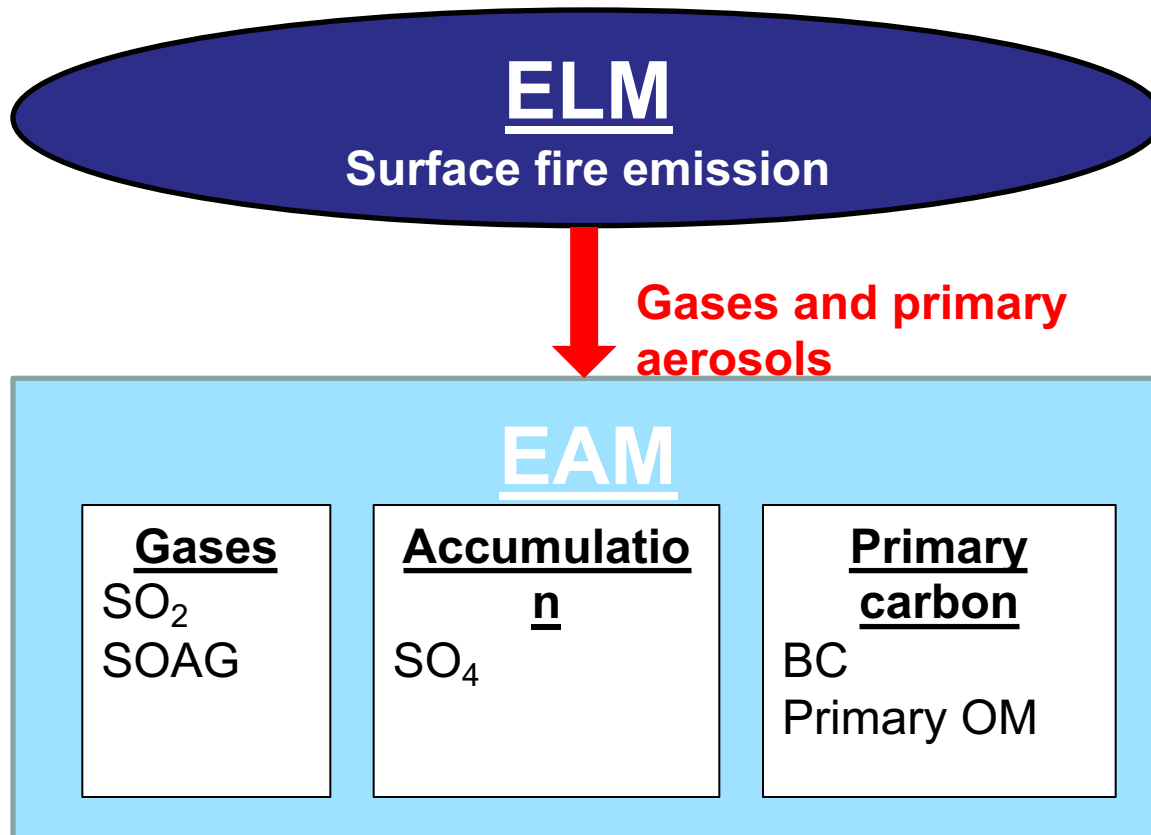 ELM
Surface fire emission
Gases and primary
aerosols
EAM
Gases
SO₂
SOAG
Accumulatio
n
SO₄
Primary
carbon
BC
Primary OM